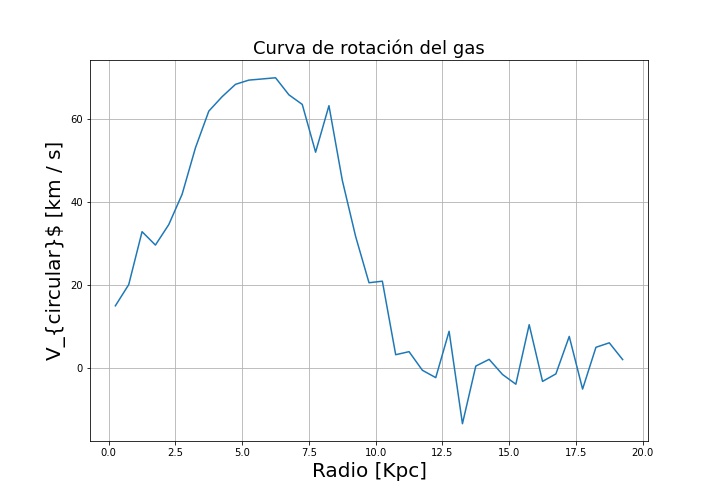 Curva de rotación del gas
V_{circular}$ [km / s]
60
40
20
0
0.0 2.5 5.0 7.5 10.0 12.5 15.0 17.5 20.0
Radio [Kpc]